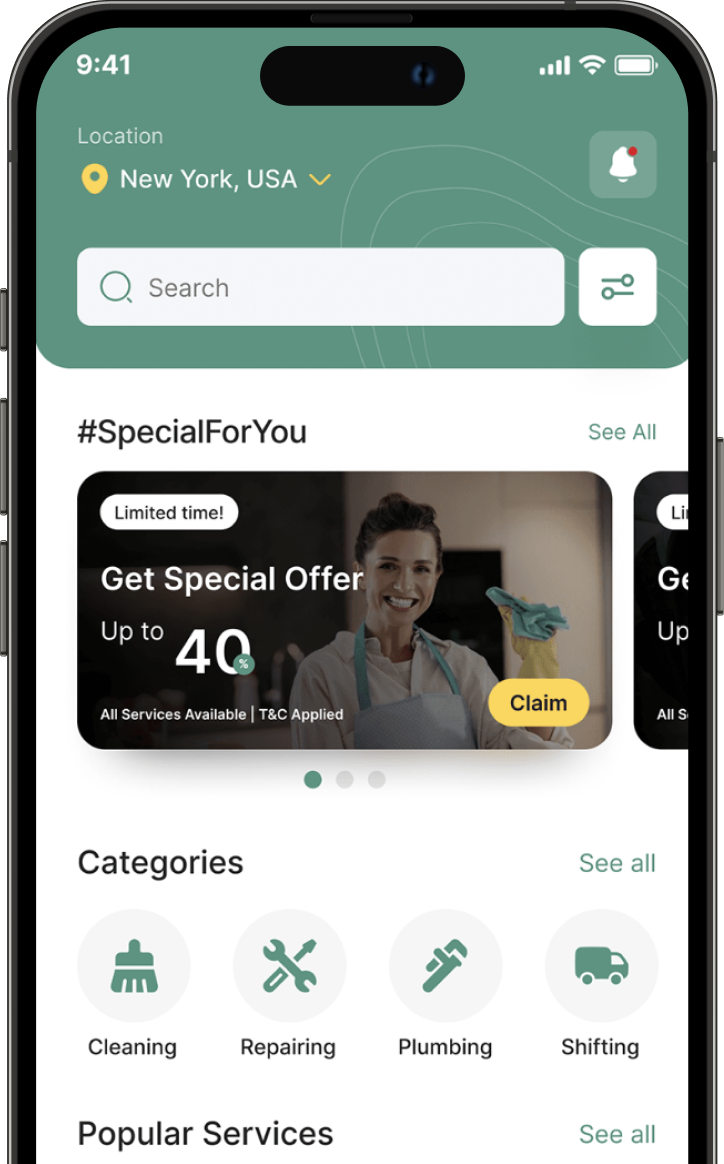 9:41
Location
New York, USA
Search
#SpecialForYou
See All
Limited time!
Get Special Offer
Up to 40%
All Services Available | T&C Applied
Claim
Li
Ge
Up
All S
Categories
See all
Cleaning
Repairing
Plumbing
Shifting
Popular Services
See all